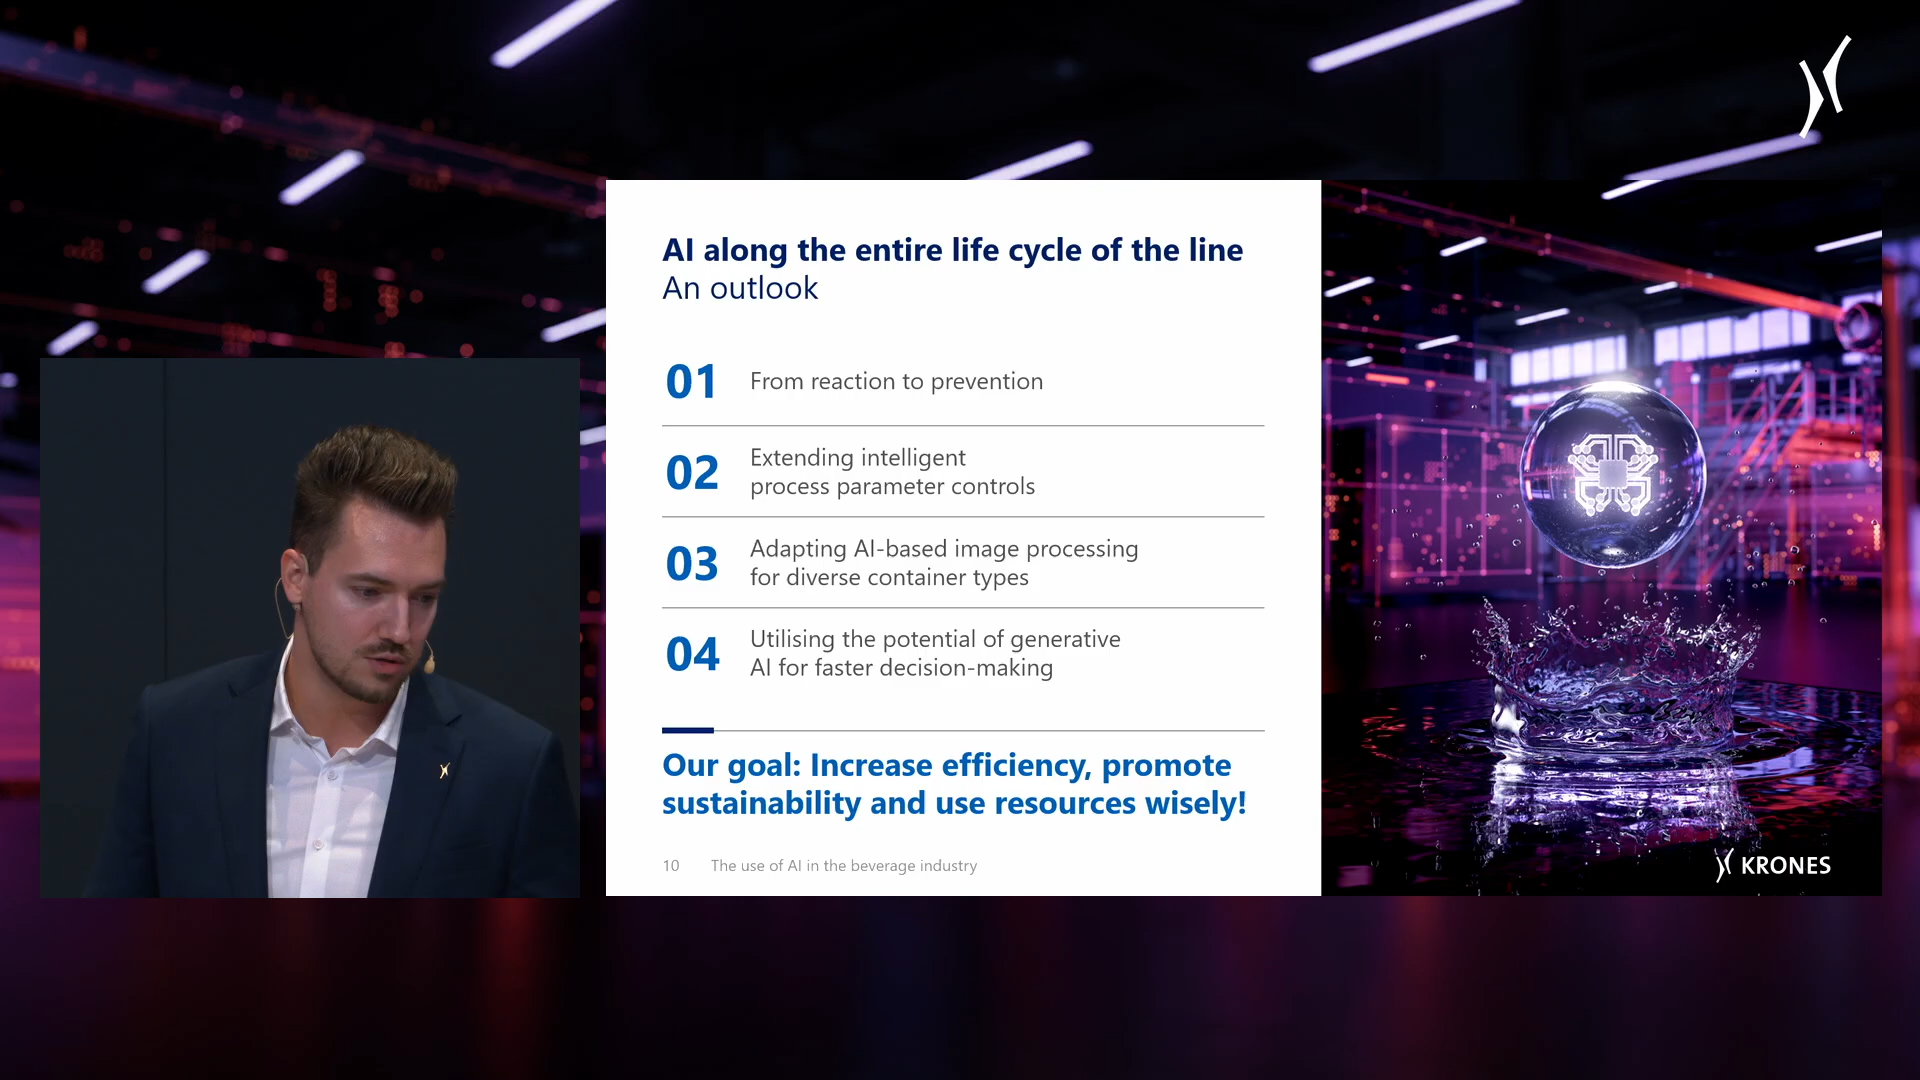 AI along the entire life cycle of the line
An outlook
01 From reaction to prevention
02 Extending intelligent
process parameter controls
03 Adapting AI-based image processing
for diverse container types
04 Utilising the potential of generative
AI for faster decision-making
Our goal: Increase efficiency, promote
sustainability and use resources wisely!
10 The use of AI in the beverage industry
KRONES